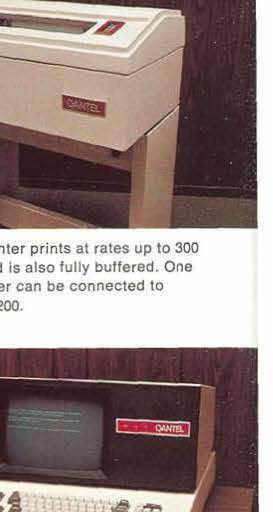 QANTEL
nter prints at rates up to 300
d is also fully buffered. One
er can be connected to
200.
QANTEL